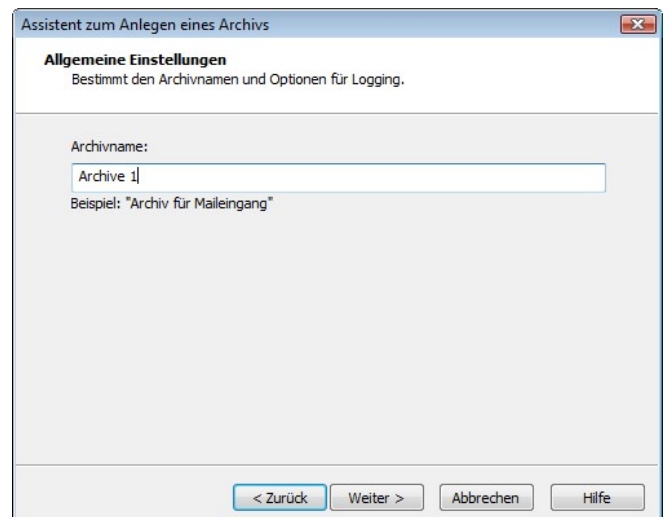 Assistent zum Anlegen eines Archivs
Allgemeine Einstellungen
Bestimmt den Archivnamen und Optionen für Logging.
Archivname:
Archive 1
Beispiel: "Archiv für Maileingang"
< Zurück Weiter > Abbrechen Hilfe